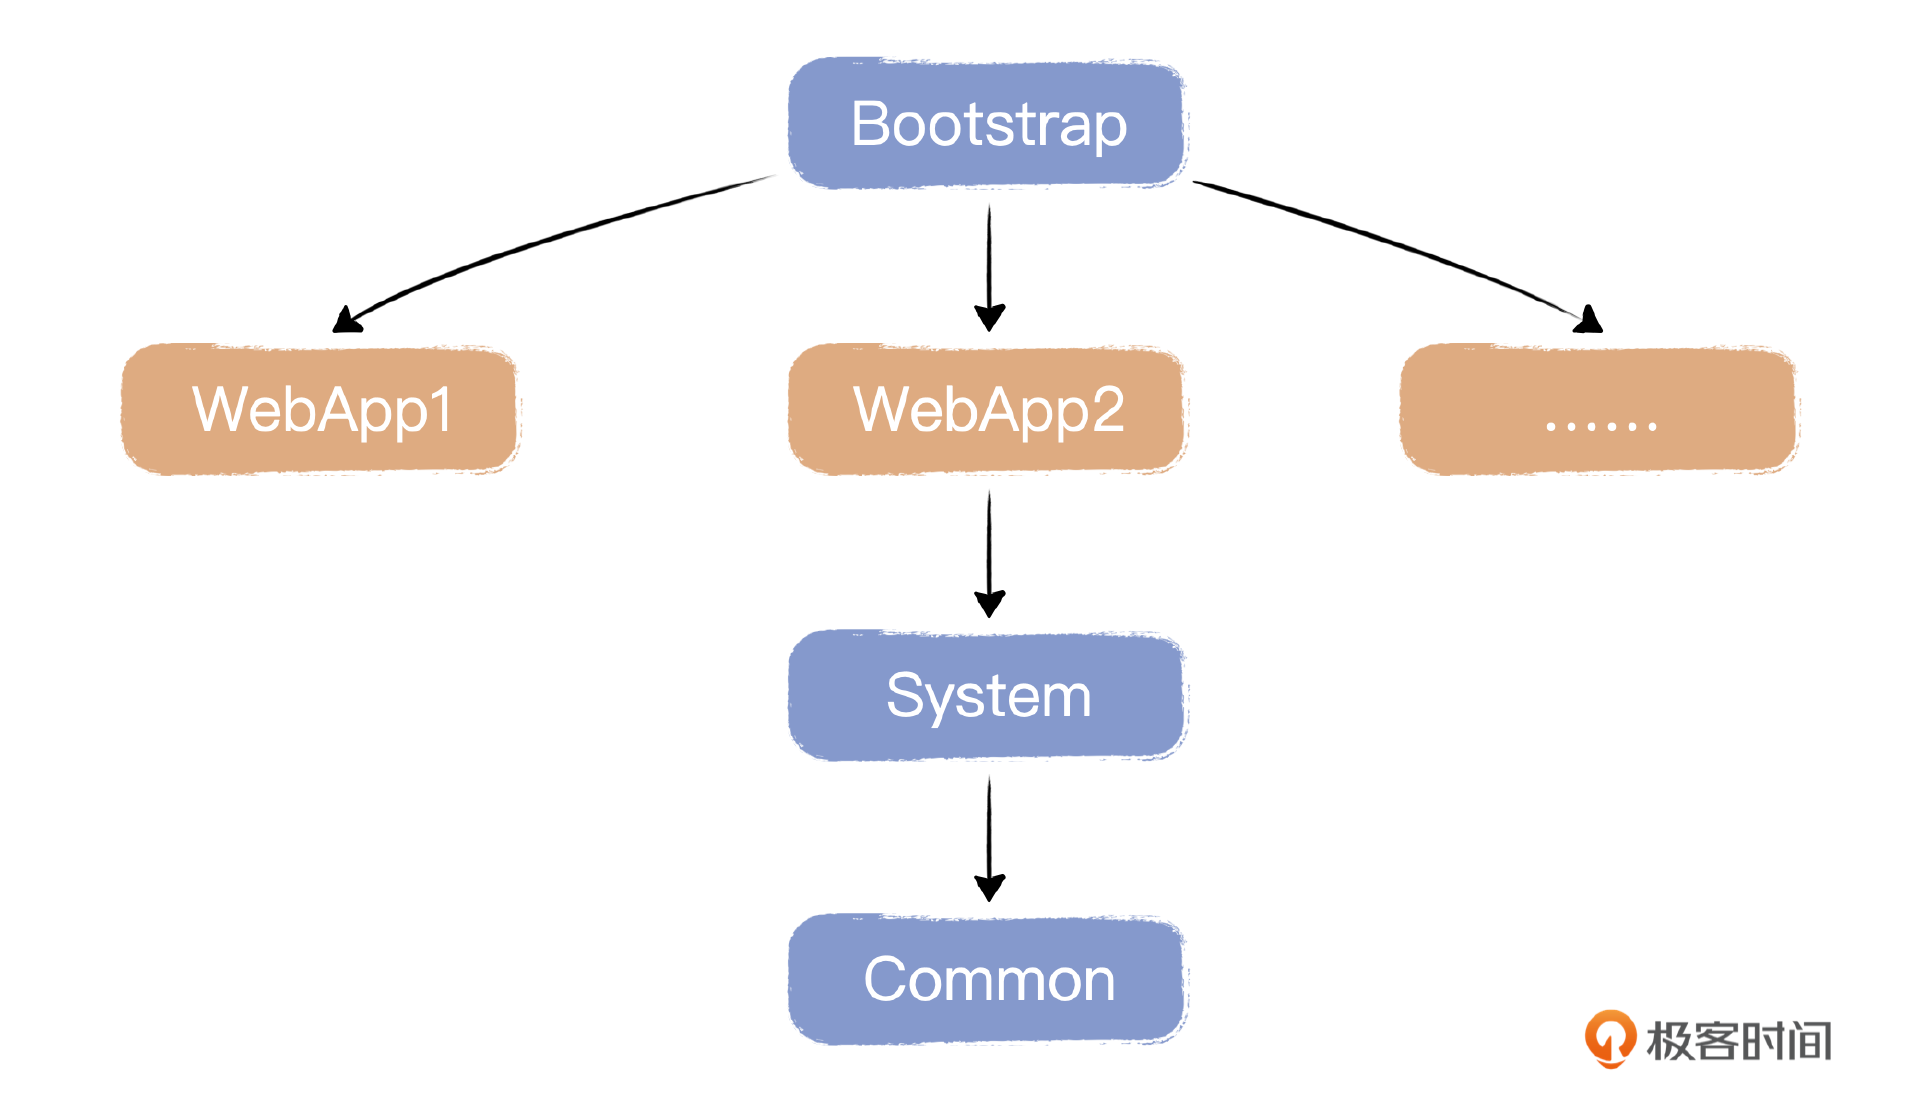 Bootstrap
WebApp1
WebApp2
......
System
Common
极客时间